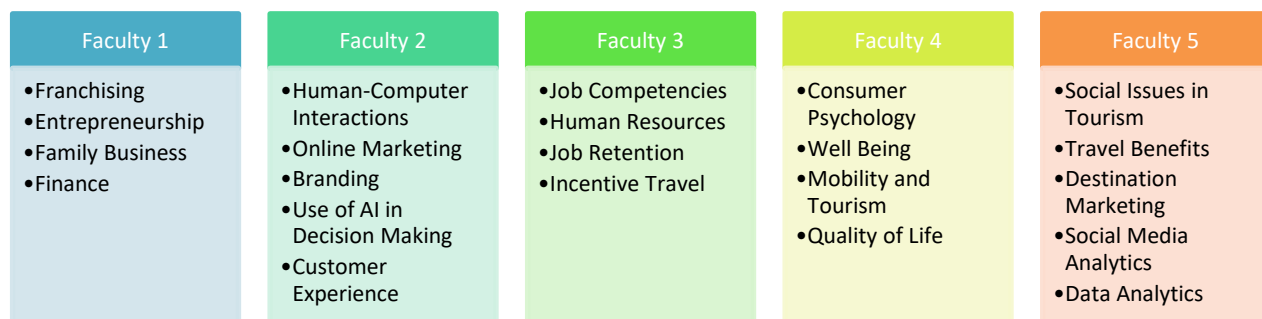 Faculty 1
•Franchising
•Entrepreneurship
•Family Business
•Finance
Faculty 2
•Human-Computer
Interactions
•Online Marketing
•Branding
•Use of AI in
Decision Making
•Customer
Experience
Faculty 3
•Job Competencies
•Human Resources
•Job Retention
•Incentive Travel
Faculty 4
•Consumer
Psychology
•Well Being
•Mobility and
Tourism
•Quality of Life
Faculty 5
•Social Issues in
Tourism
•Travel Benefits
•Destination
Marketing
•Social Media
Analytics
•Data Analytics